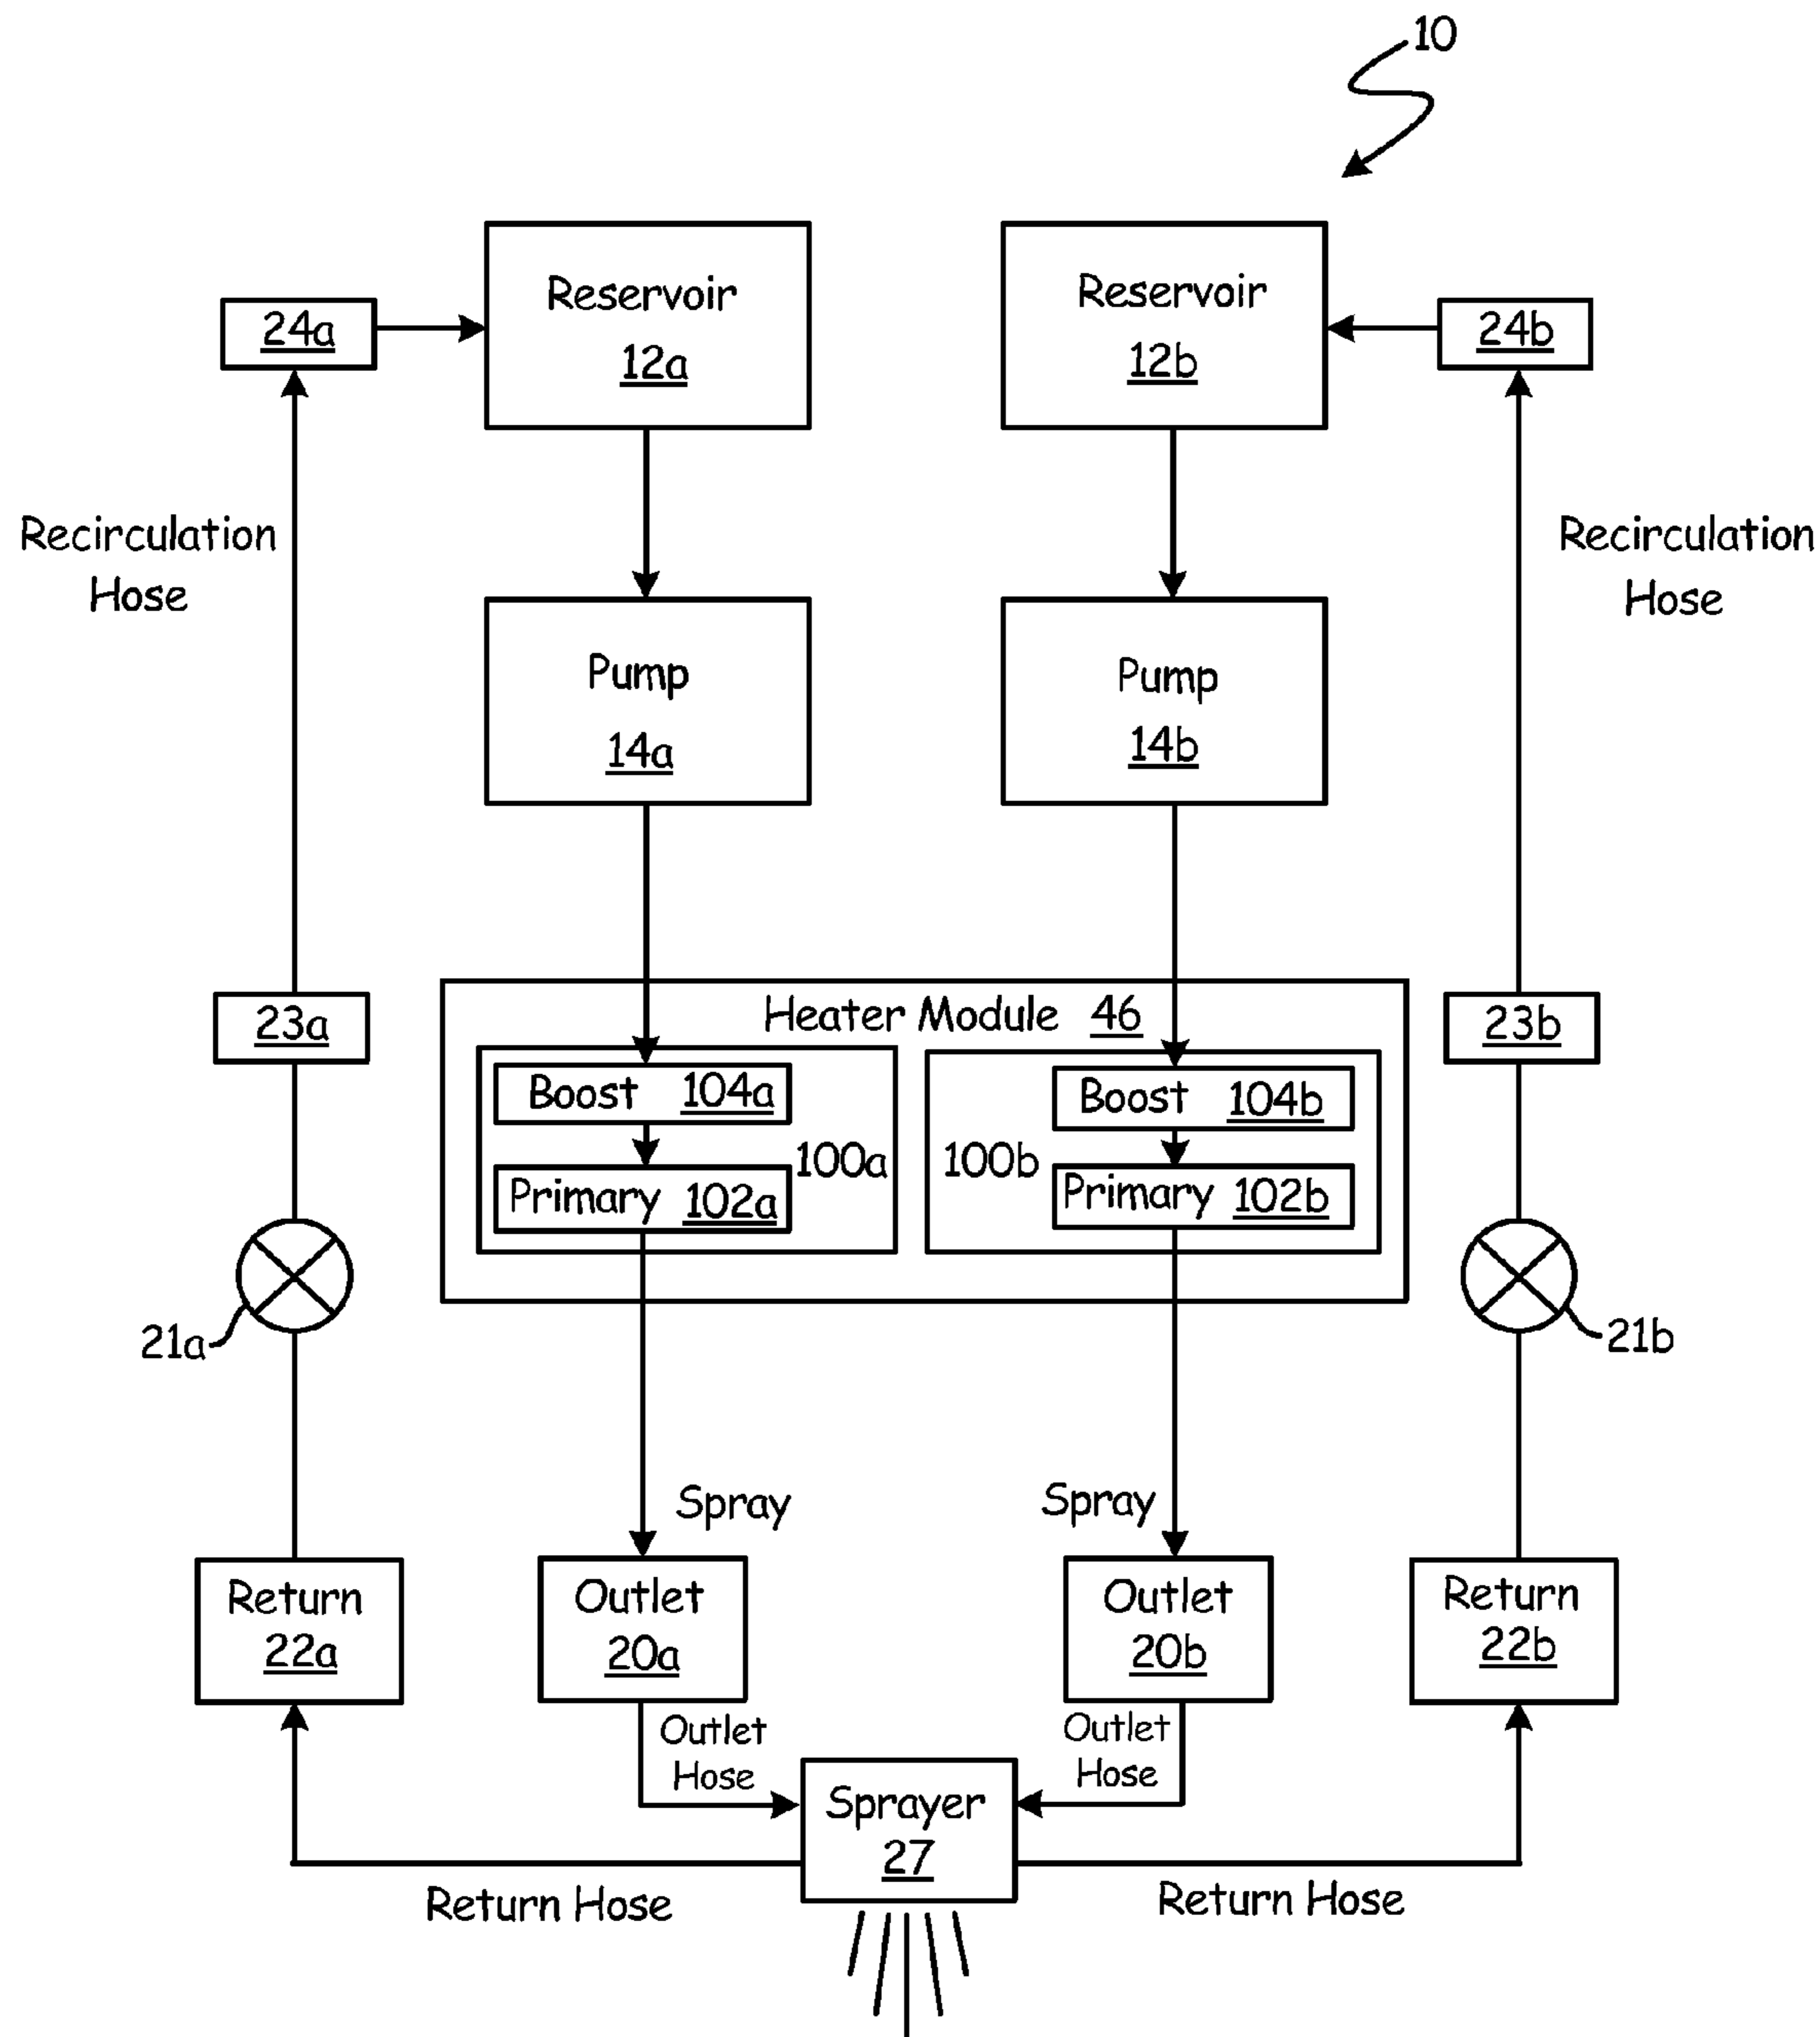 10
Reservoir
12a
Reservoir
12b
24a
24b
Recirculation
Hose
Recirculation
Hose
Pump
14a
Pump
14b
Heater Module 46
23a
23b
Boost 104a
Boost 104b
100a
100b
Primary 102a
Primary 102b
21a
21b
Spray
Spray
Return
22a
Outlet
20a
Outlet
20b
Return
22b
Outlet
Hose
Outlet
Hose
Sprayer
27
Return Hose
Return Hose